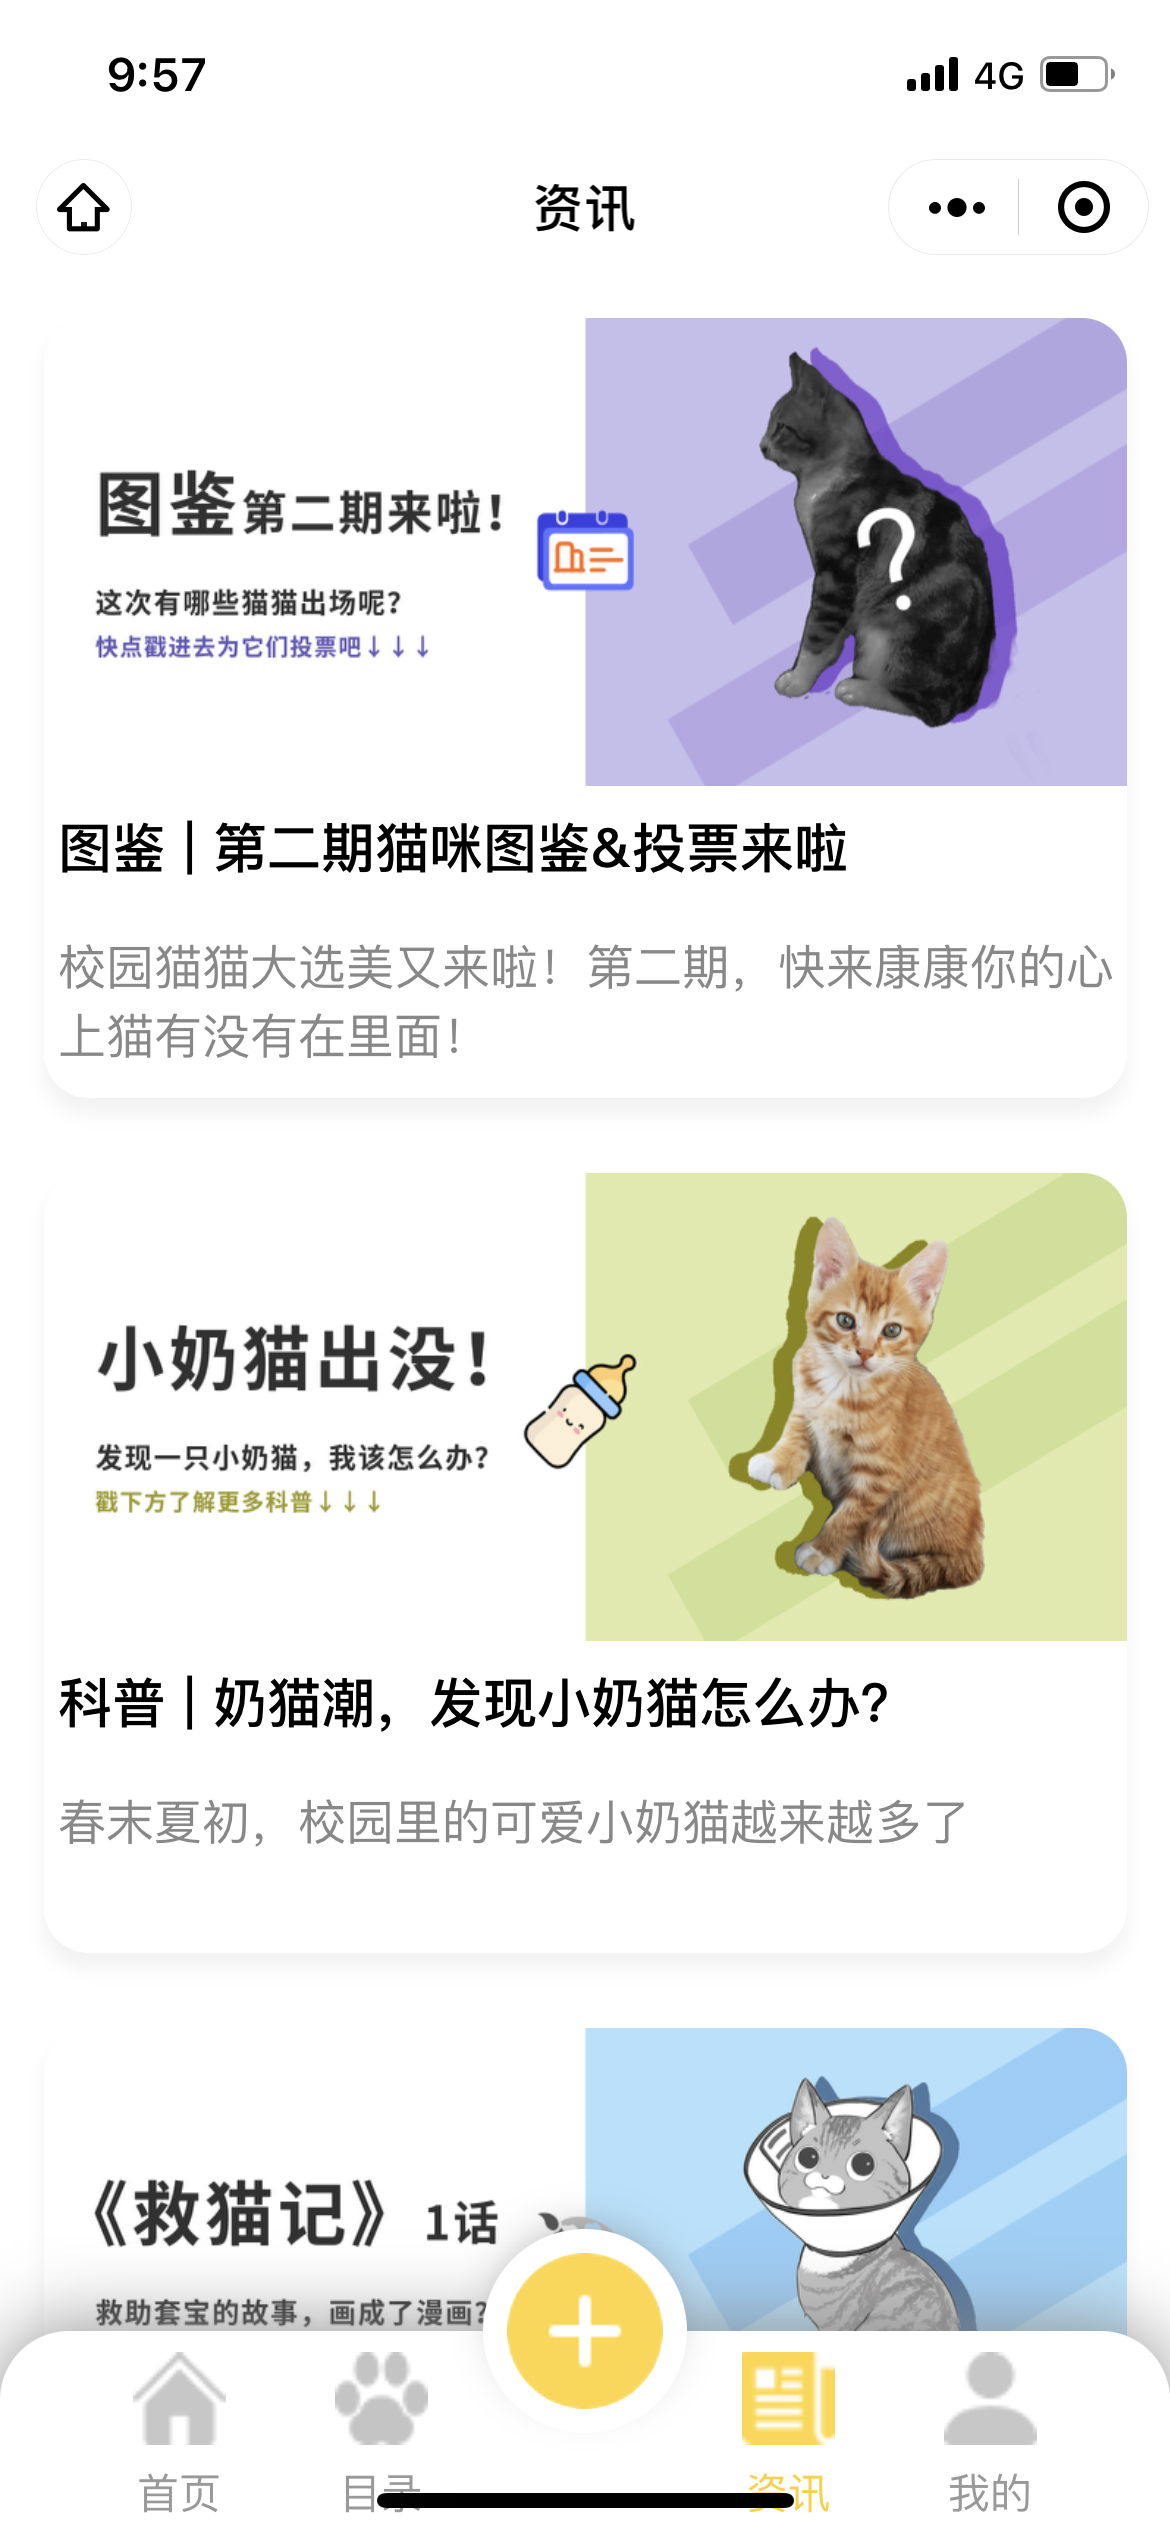 9:57
4G
资讯
图鉴第二期来啦！
这次有哪些猫猫出场呢？
快点戳进去为它们投票吧↓↓↓
?
图鉴 | 第二期猫咪图鉴&投票来啦
校园猫猫大选美又来啦！第二期，快来康康你的心
上猫有没有在里面！
小奶猫出没！
发现一只小奶猫，我该怎么办？
戳下方了解更多科普↓↓↓
科普 | 奶猫潮，发现小奶猫怎么办?
春末夏初，校园里的可爱小奶猫越来越多了
《救猫记》 1话
救助套宝的故事，画成了漫画？
首页
目录
资讯
我的